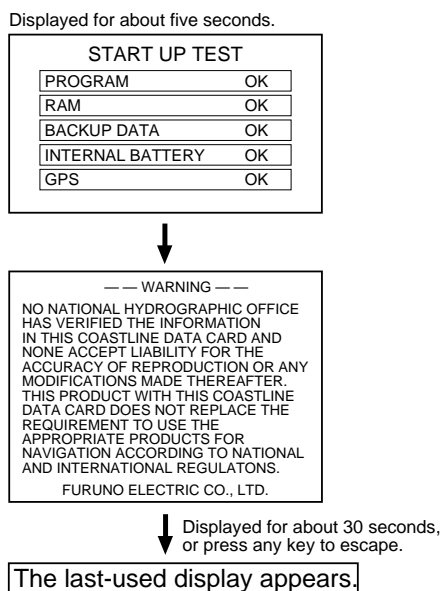 Displayed for about five seconds.
START UP TEST
PROGRAM OK
RAM OK
BACKUP DATA OK
INTERNAL BATTERY OK
GPS OK
— — WARNING — —
NO NATIONAL HYDROGRAPHIC OFFICE
HAS VERIFIED THE INFORMATION
IN THIS COASTLINE DATA CARD AND
NONE ACCEPT LIABILITY FOR THE
ACCURACY OF REPRODUCTION OR ANY
MODIFICATIONS MADE THEREAFTER.
THIS PRODUCT WITH THIS COASTLINE
DATA CARD DOES NOT REPLACE THE
REQUIREMENT TO USE THE
APPROPRIATE PRODUCTS FOR
NAVIGATION ACCORDING TO NATIONAL
AND INTERNATIONAL REGULATONS.
FURUNO ELECTRIC CO., LTD.
Displayed for about 30 seconds,
or press any key to escape.
The last-used display appears.